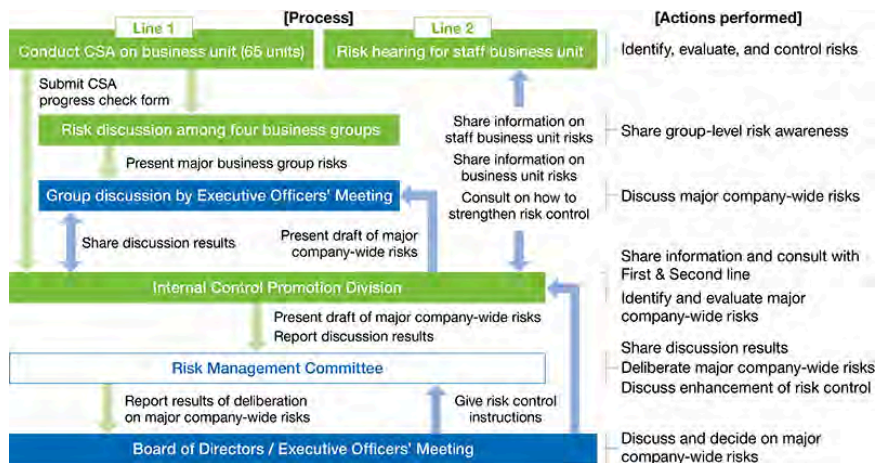 [Process]
[Actions performed]
Line 1
Line 2
Conduct CSA on business unit (65 units)
Risk hearing for staff business unit
Identify, evaluate, and control risks
Submit CSA
progress check form
Share information on
staff business unit risks
Risk discussion among four business groups
Share group-level risk awareness
Present major business group risks
Share information on
business unit risks
Group discussion by Executive Officers' Meeting
Consult on how to
strengthen risk control
Discuss major company-wide risks
Share discussion results
Present draft of major
company-wide risks
Share information and consult with
First & Second line
Internal Control Promotion Division
Identify and evaluate major
company-wide risks
Present draft of major company-wide risks
Report discussion results
Share discussion results
Risk Management Committee
Deliberate major company-wide risks
Discuss enhancement of risk control
Report results of deliberation
on major company-wide risks
Give risk control
instructions
Board of Directors / Executive Officers' Meeting
Discuss and decide on major
company-wide risks